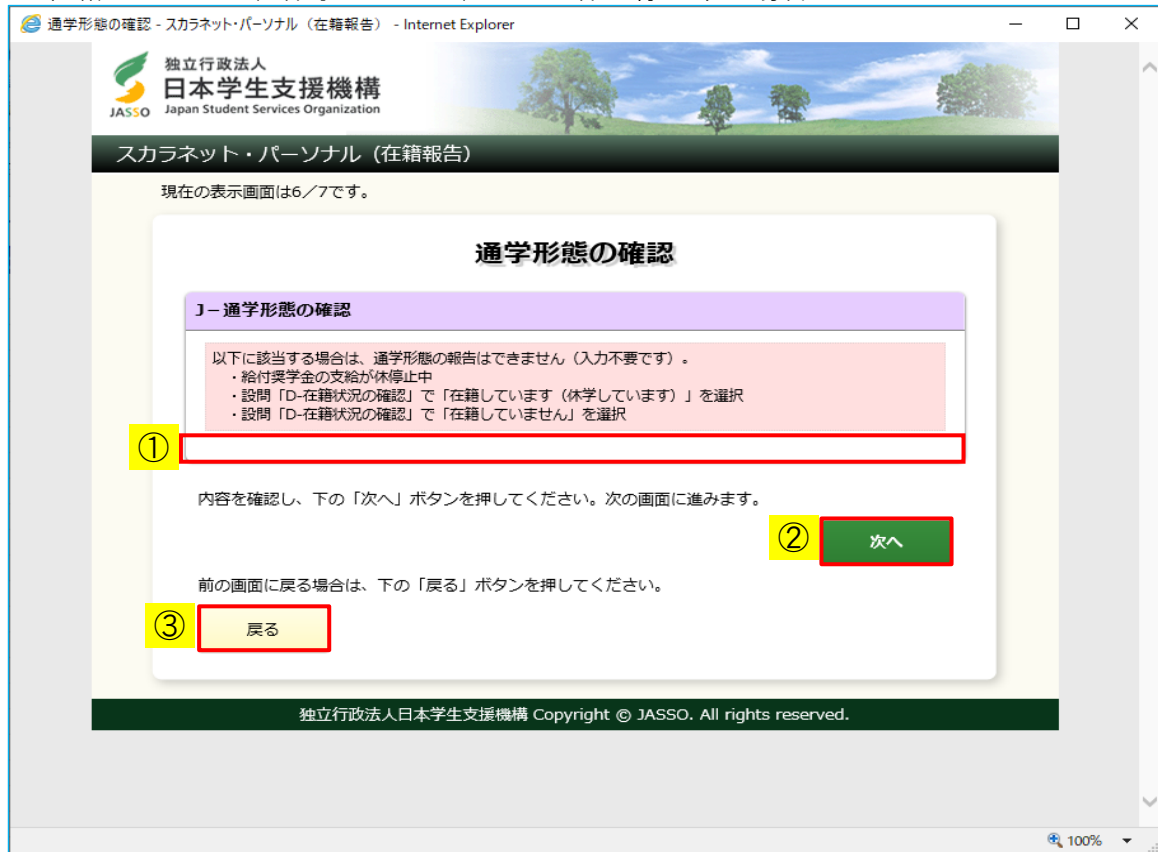 通学形態の確認 - スカラネット・パーソナル（在籍報告） - Internet Explorer
独立行政法人
日本学生支援機構
JASSO Japan Student Services Organization
スカラネット・パーソナル（在籍報告）
現在の表示画面は6／7です。
通学形態の確認
J－通学形態の確認
以下に該当する場合は、通学形態の報告はできません（入力不要です）。
・給付奨学金の支給が休停止中
・設問「D-在籍状況の確認」で「在籍しています（休学しています）」を選択
・設問「D-在籍状況の確認」で「在籍していません」を選択
①
内容を確認し、下の「次へ」ボタンを押してください。次の画面に進みます。
② 次へ
前の画面に戻る場合は、下の「戻る」ボタンを押してください。
③ 戻る
独立行政法人日本学生支援機構 Copyright © JASSO. All rights reserved.
100%